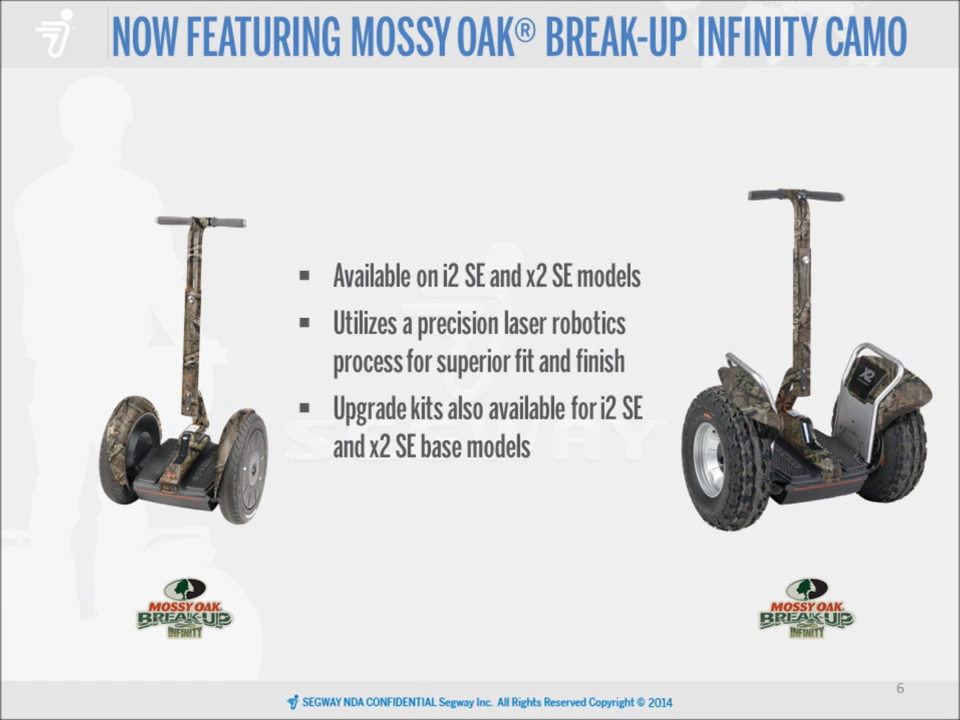 NOW FEATURING MOSSY OAK® BREAK-UP INFINITY CAMO
▪ Available on i2 SE and x2 SE models
▪ Utilizes a precision laser robotics
process for superior fit and finish
▪ Upgrade kits also available for i2 SE
and x2 SE base models
SEGWAY
x2
MOSSY OAK
BREAK-UP
INFINITY
MOSSY OAK
BREAK-UP
INFINITY
SEGWAY NDA CONFIDENTIAL Segway Inc. All Rights Reserved Copyright © 2014
6